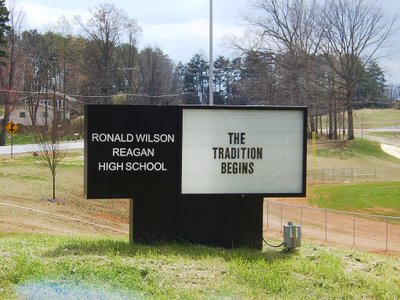 RONALD WILSON
REAGAN
HIGH SCHOOL
THE
TRADITION
BEGINS